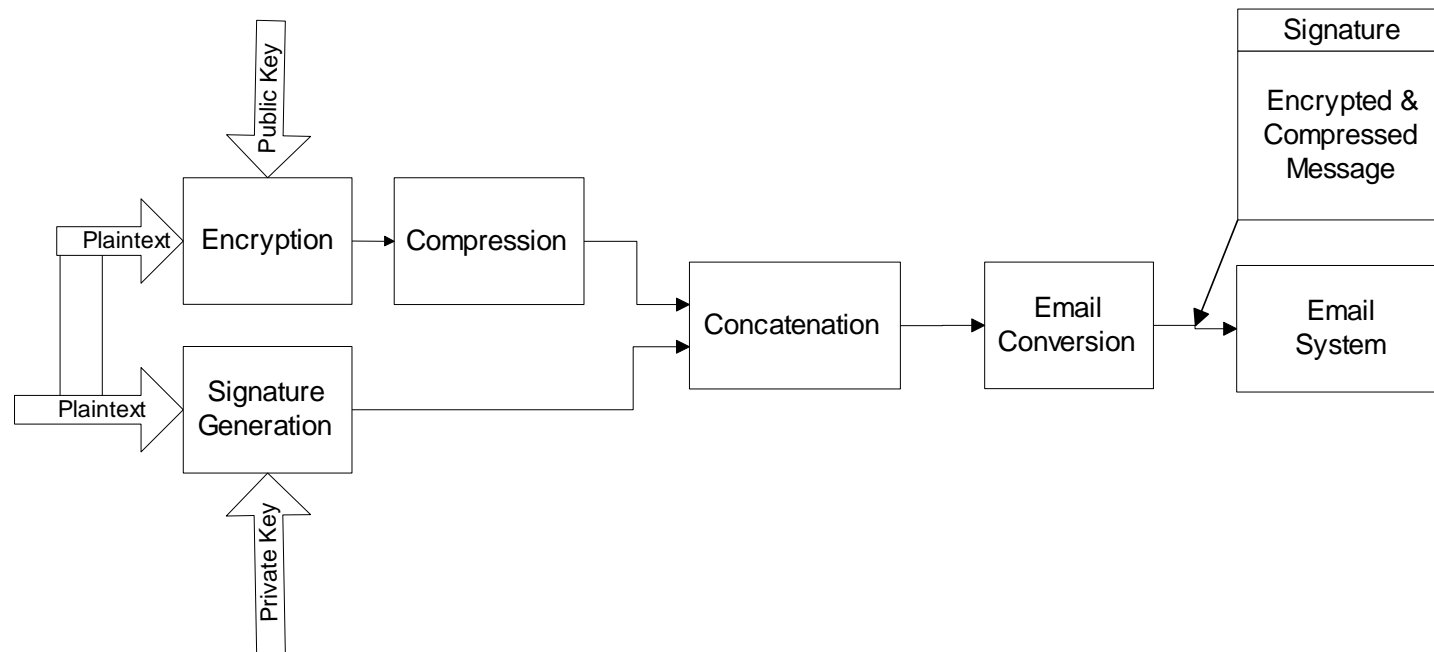 Public Key
Signature
Encrypted &
Compressed
Message
Plaintext
Encryption
Compression
Concatenation
Email
Conversion
Email
System
Plaintext
Signature
Generation
Private Key